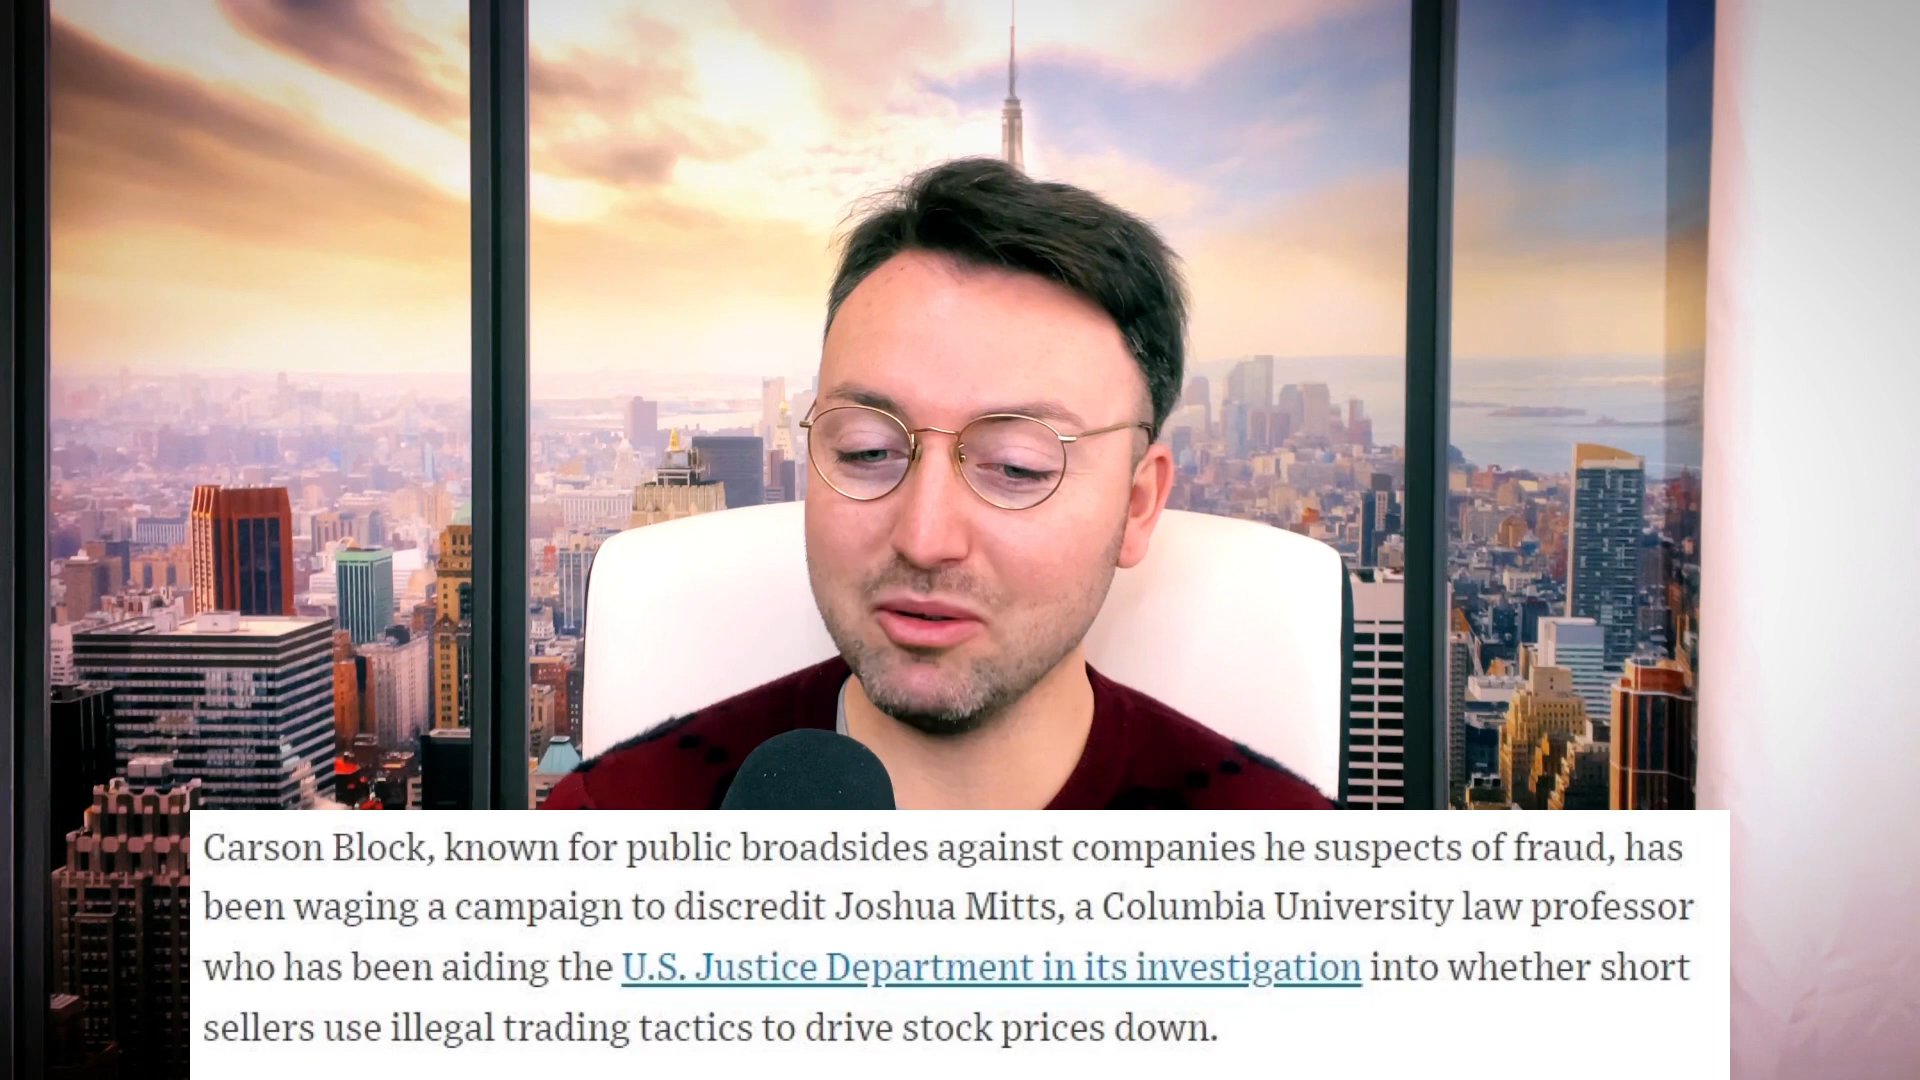 Carson Block, known for public broadsides against companies he suspects of fraud, has
been waging a campaign to discredit Joshua Mitts, a Columbia University law professor
who has been aiding the U.S. Justice Department in its investigation into whether short
sellers use illegal trading tactics to drive stock prices down.